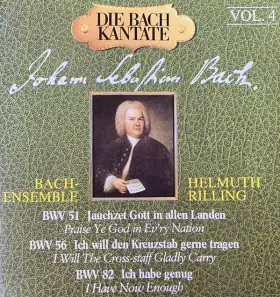 DIE BACH
KANTATE
VOL. 4
Johann Sebastian Bach.
BACH-
ENSEMBLE
HELMUTH
RILLING
BWV 51 Jauchzet Gott in allen Landen
Praise Ye God in Ev'ry Nation
BWV 56 Ich will den Kreuzstab gerne tragen
I Will The Cross-staff Gladly Carry
BWV 82 Ich habe genug
I Have Now Enough